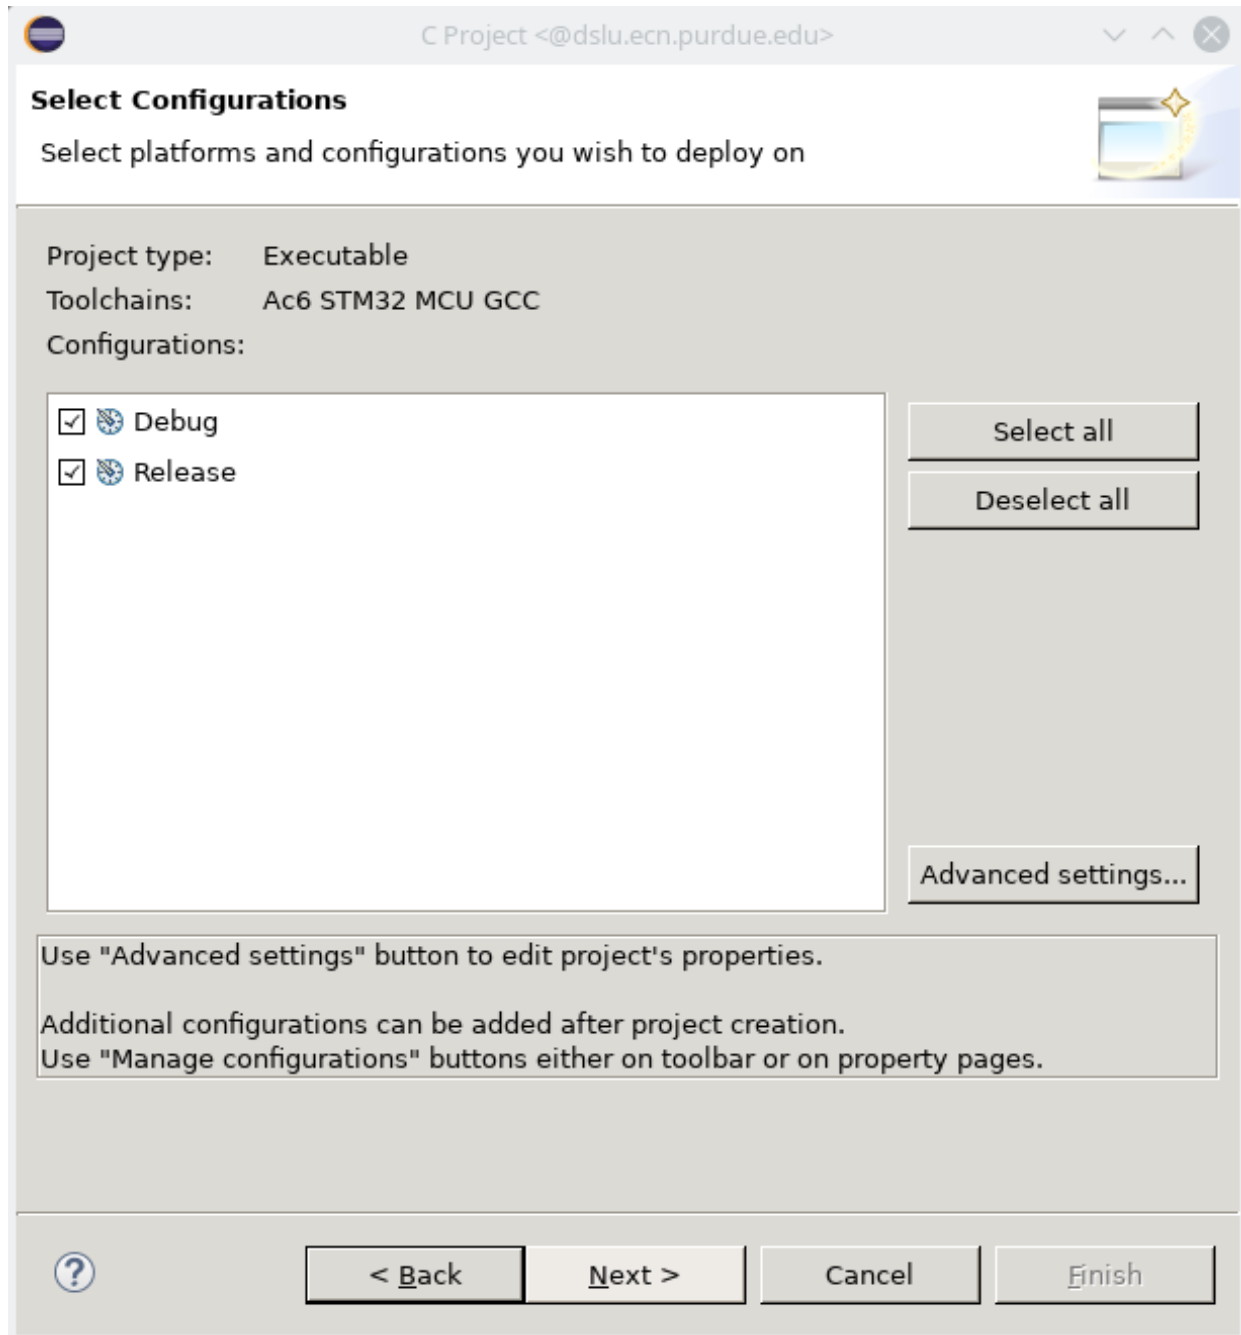 C Project <@dslu.ecn.purdue.edu>
Select Configurations
Select platforms and configurations you wish to deploy on
Project type: Executable
Toolchains: Ac6 STM32 MCU GCC
Configurations:
Debug
Release
Select all
Deselect all
Advanced settings...
Use "Advanced settings" button to edit project's properties.
Additional configurations can be added after project creation.
Use "Manage configurations" buttons either on toolbar or on property pages.
?
< Back Next > Cancel Finish